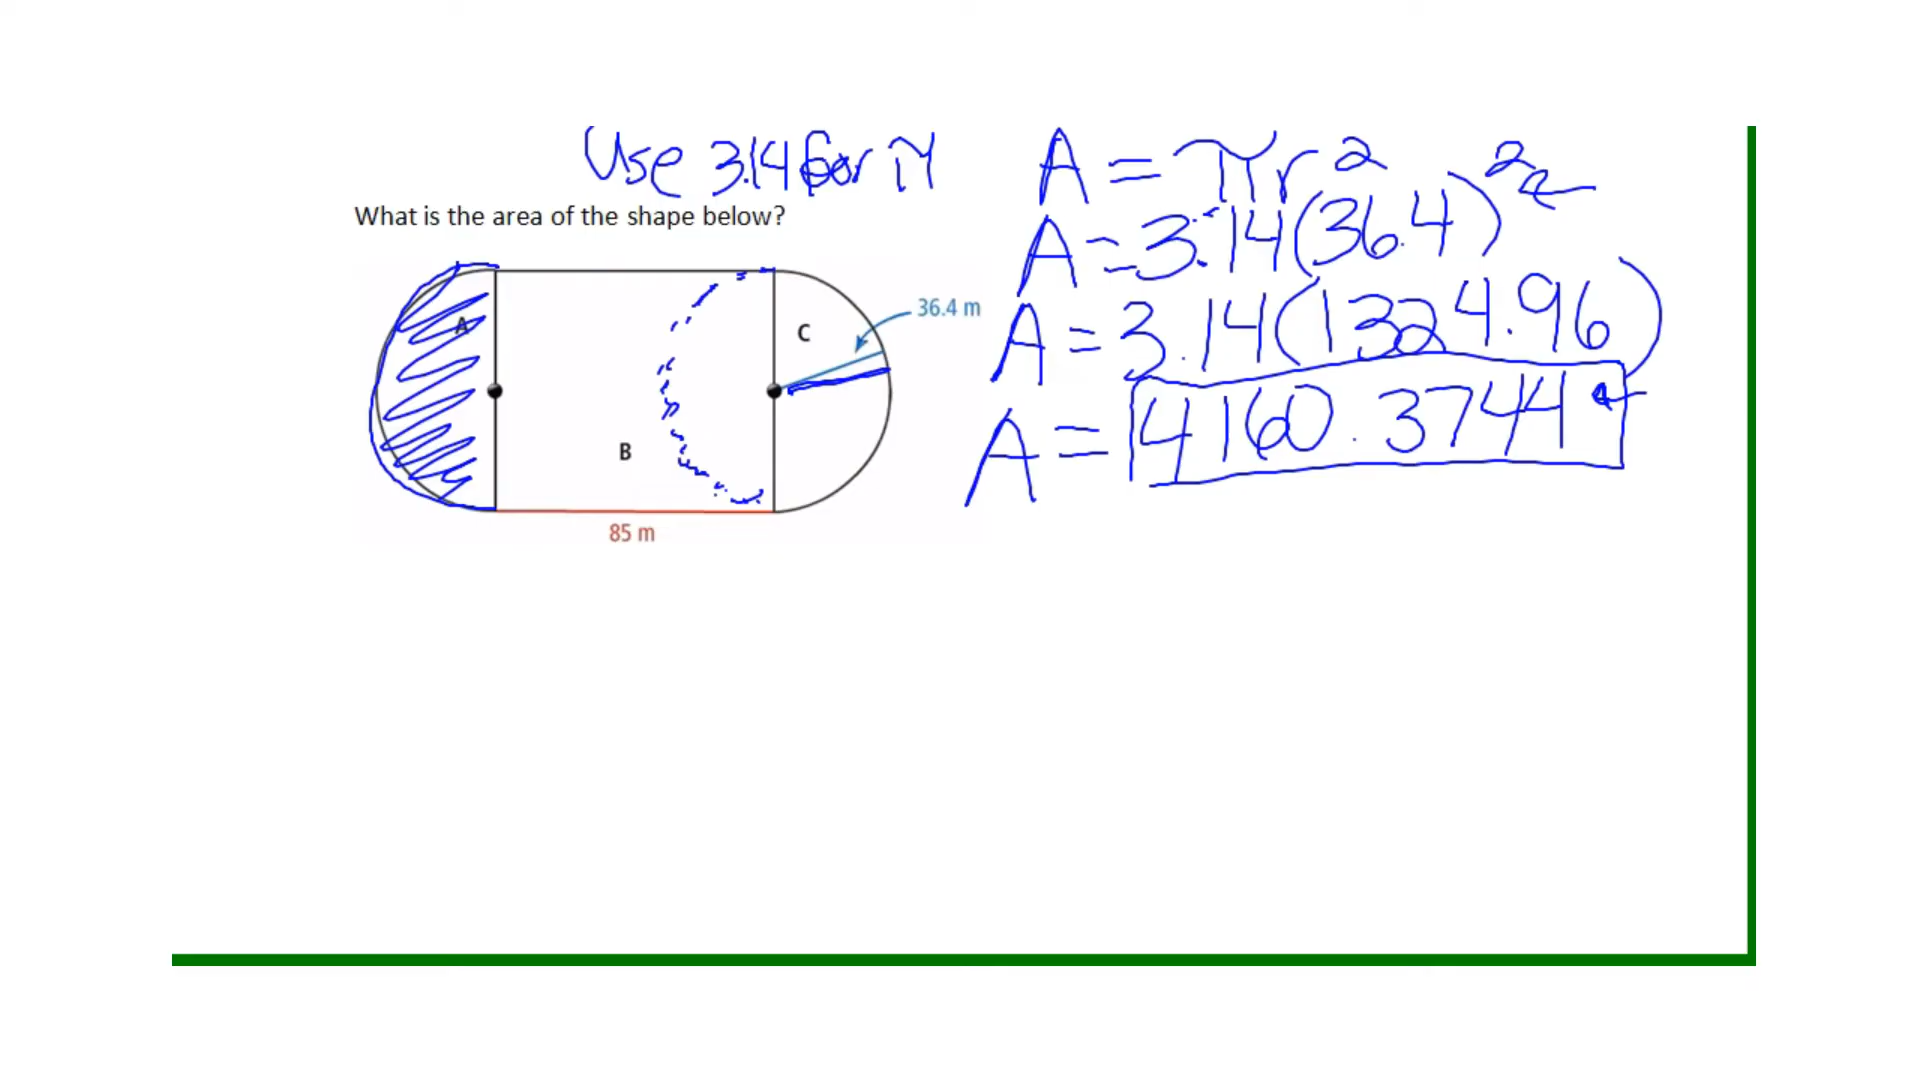 Use 3.14 for π
What is the area of the shape below?
A
B
C
36.4 m
85 m
A = πr²
A = 3.14(36.4)²
A = 3.14(1324.96)
A = 4160.3744